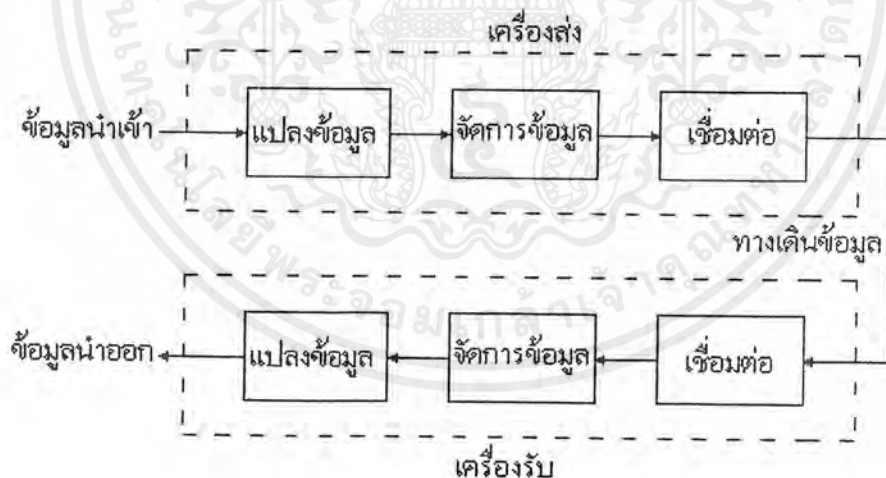 เครื่องส่ง
ข้อมูลนำเข้า
แปลงข้อมูล
จัดการข้อมูล
เชื่อมต่อ
ทางเดินข้อมูล
ข้อมูลนำออก
แปลงข้อมูล
จัดการข้อมูล
เชื่อมต่อ
เครื่องรับ